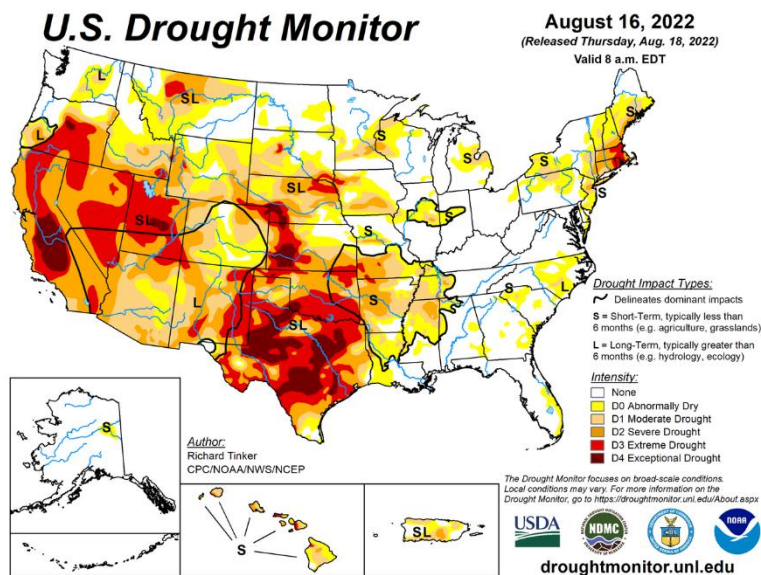 U.S. Drought Monitor
August 16, 2022
(Released Thursday, Aug. 18, 2022)
Valid 8 a.m. EDT
L
SL
L
S
S
S
S
S
SL
SL
S
S
L
S
S
L
SL
S
Drought Impact Types:
Delineates dominant impacts
S = Short-Term, typically less than
6 months (e.g. agriculture, grasslands)
L = Long-Term, typically greater than
6 months (e.g. hydrology, ecology)
Intensity:
None
D0 Abnormally Dry
D1 Moderate Drought
D2 Severe Drought
D3 Extreme Drought
D4 Exceptional Drought
S
Author:
Richard Tinker
CPC/NOAA/NWS/NCEP
S
SL
The Drought Monitor focuses on broad-scale conditions.
Local conditions may vary. For more information on the
Drought Monitor, go to https://droughtmonitor.unl.edu/About.aspx
USDA
NDMC
NOAA
droughtmonitor.unl.edu